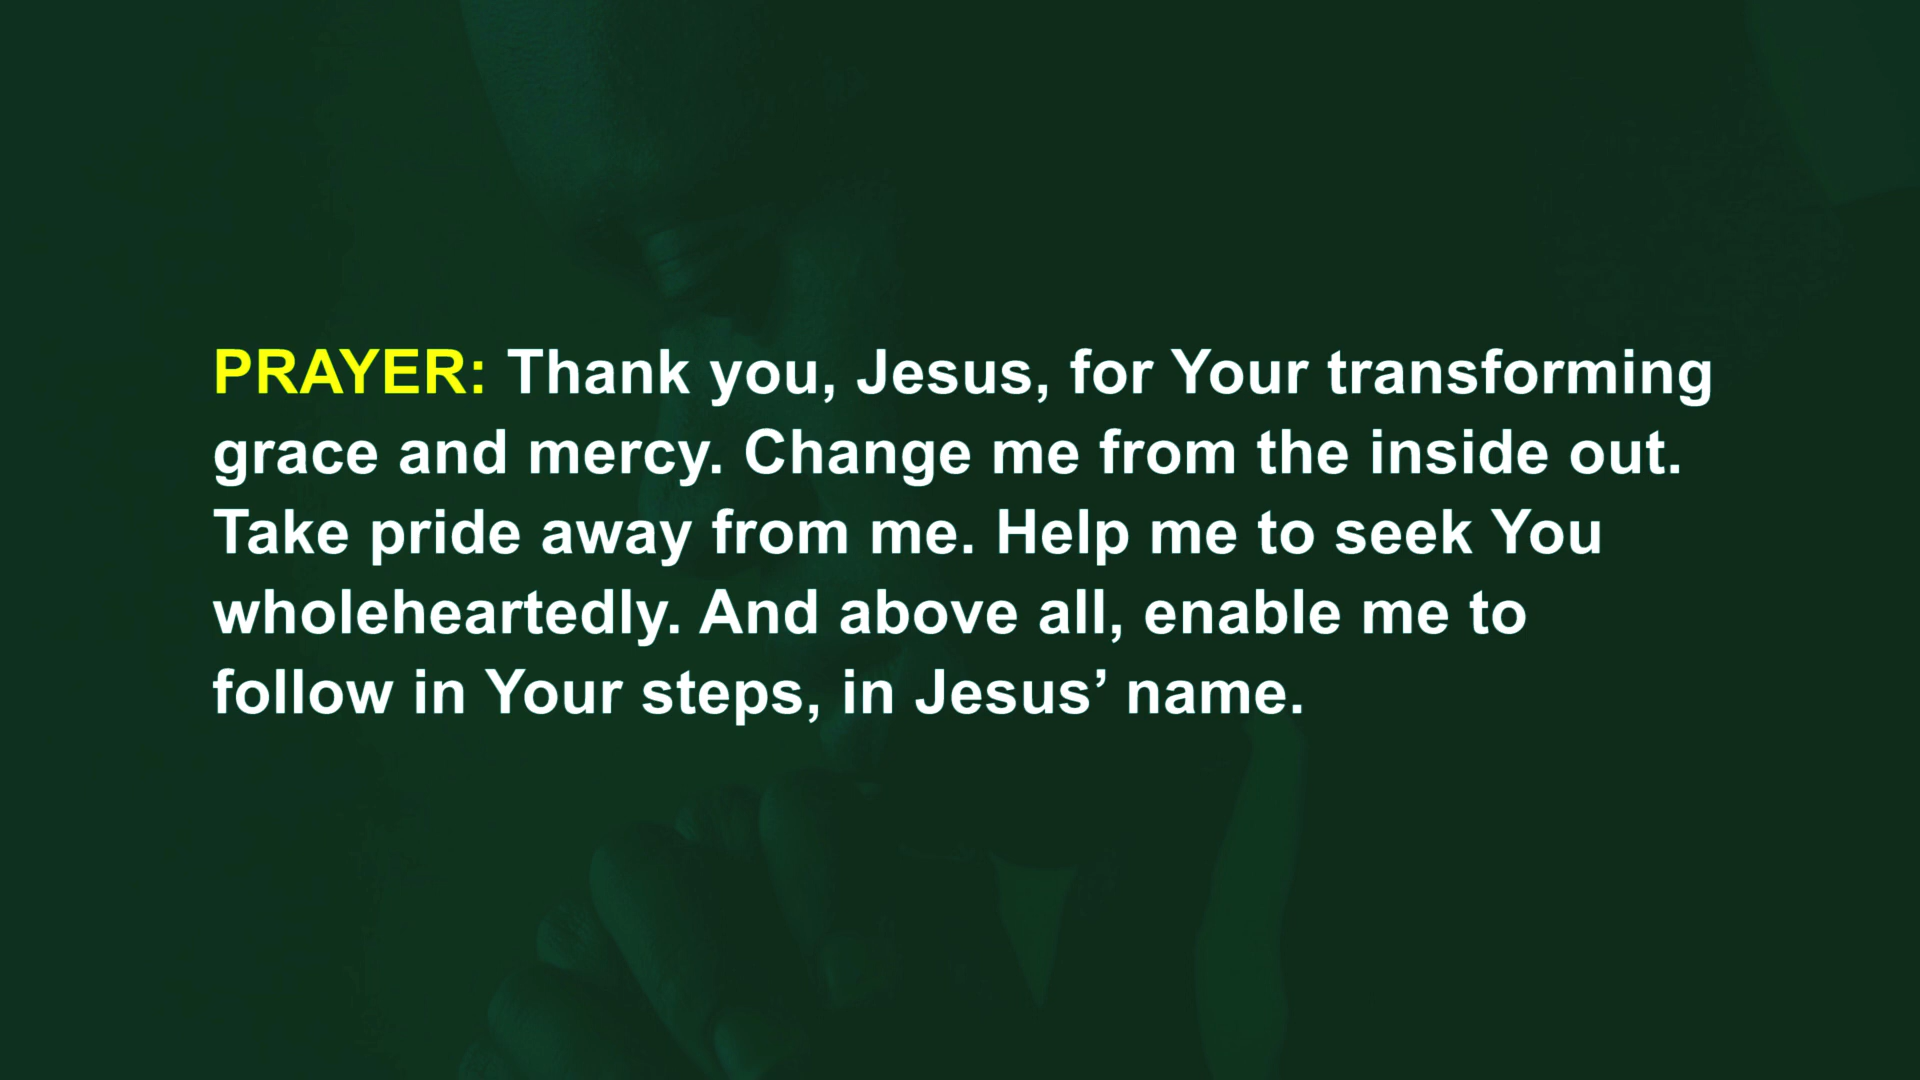 PRAYER: Thank you, Jesus, for Your transforming
grace and mercy. Change me from the inside out.
Take pride away from me. Help me to seek You
wholeheartedly. And above all, enable me to
follow in Your steps, in Jesus’ name.